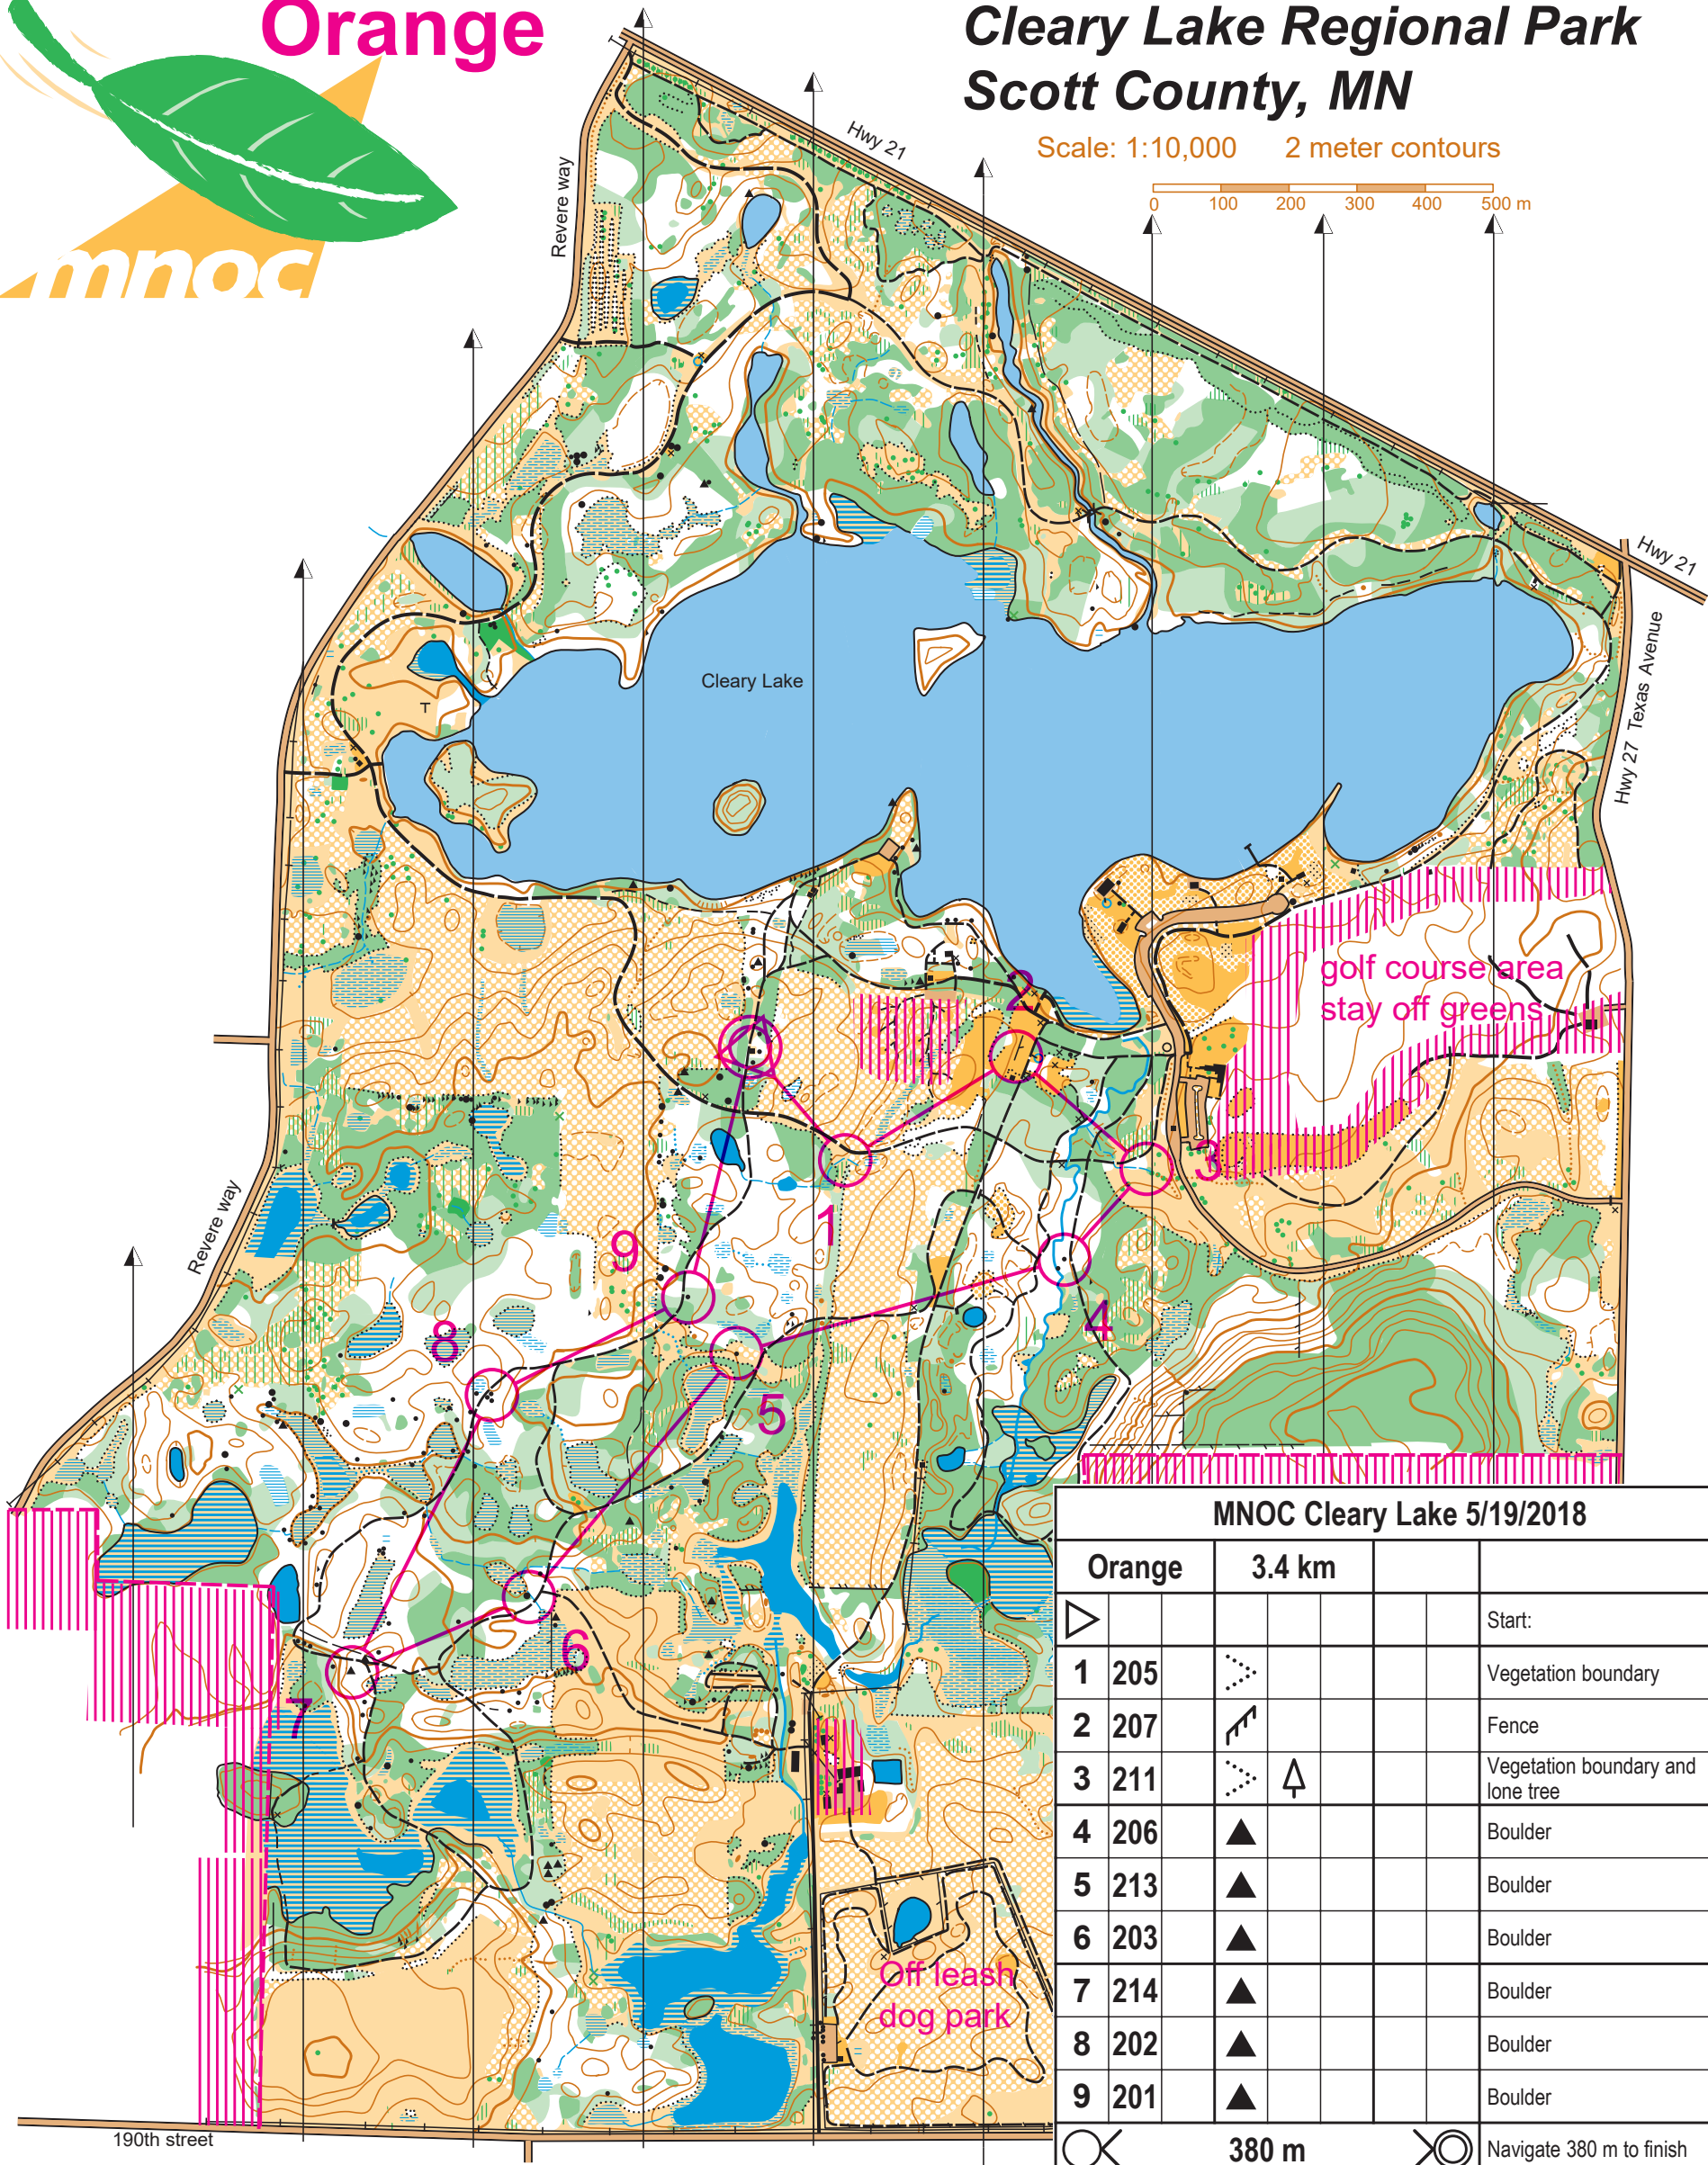 Orange
mnoc
Cleary Lake Regional Park
Scott County, MN
Scale: 1:10,000 2 meter contours
0 100 200 300 400 500 m
Hwy 21
Revere way
Hwy 21
Hwy 27 Texas Avenue
Cleary Lake
golf course area
stay off greens
2
3
1
9
4
8
5
6
7
Revere way
Off leash
dog park
190th street
MNOC Cleary Lake 5/19/2018
Orange 3.4 km
Start:
1 205 Vegetation boundary
2 207 Fence
3 211 Vegetation boundary and
lone tree
4 206 Boulder
5 213 Boulder
6 203 Boulder
7 214 Boulder
8 202 Boulder
9 201 Boulder
380 m Navigate 380 m to finish